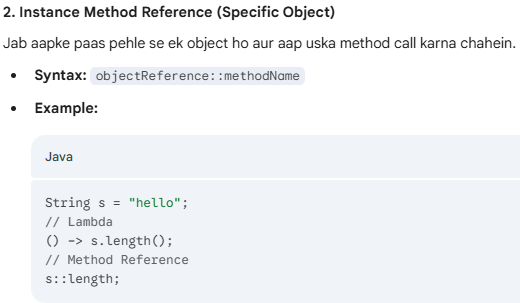 2. Instance Method Reference (Specific Object)
Jab aapke paas pehle se ek object ho aur aap uska method call karna chahein.
• Syntax: objectReference::methodName
• Example:
Java
String s = "hello";
// Lambda
() -> s.length();
// Method Reference
s::length;